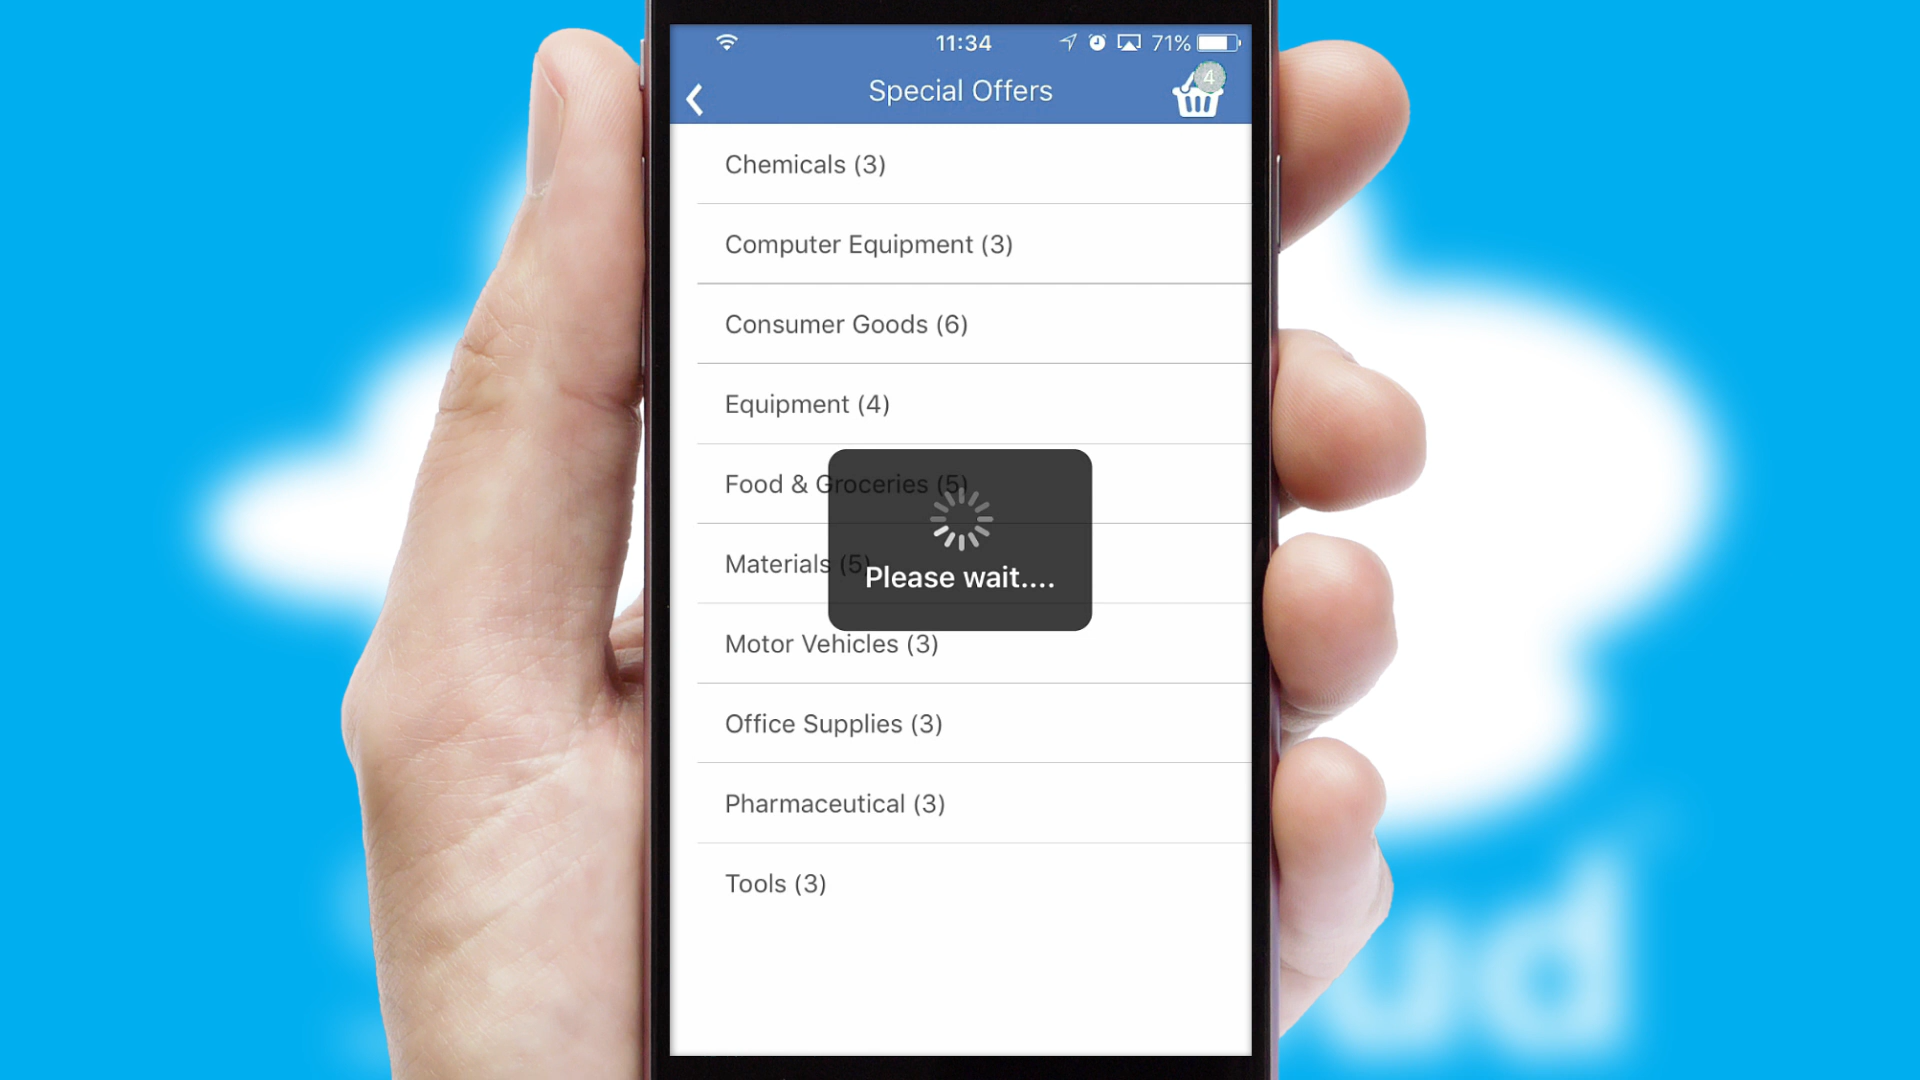 11:34
71%
Special Offers
4
Chemicals (3)
Computer Equipment (3)
Consumer Goods (6)
Equipment (4)
Food & Groceries (5)
Materials (5)
Please wait....
Motor Vehicles (3)
Office Supplies (3)
Pharmaceutical (3)
Tools (3)
ud